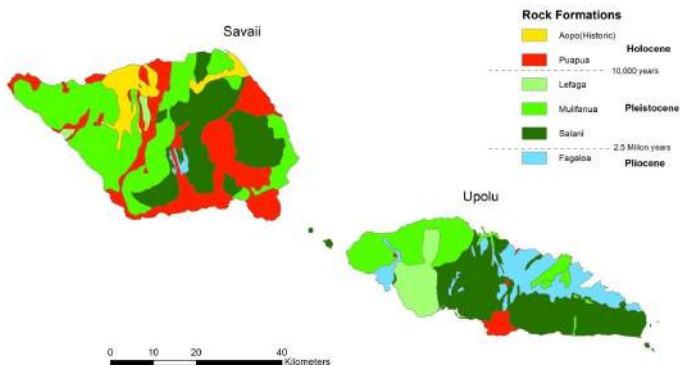 Savaii
Rock Formations
Aopo(Historic)
Holocene
Puapua
10,000 years
Lefaga
Mulifanua
Pleistocene
Salani
2.5 Milion years
Fagaloa
Pliocene
Upolu
0 10 20 40
Kilometers